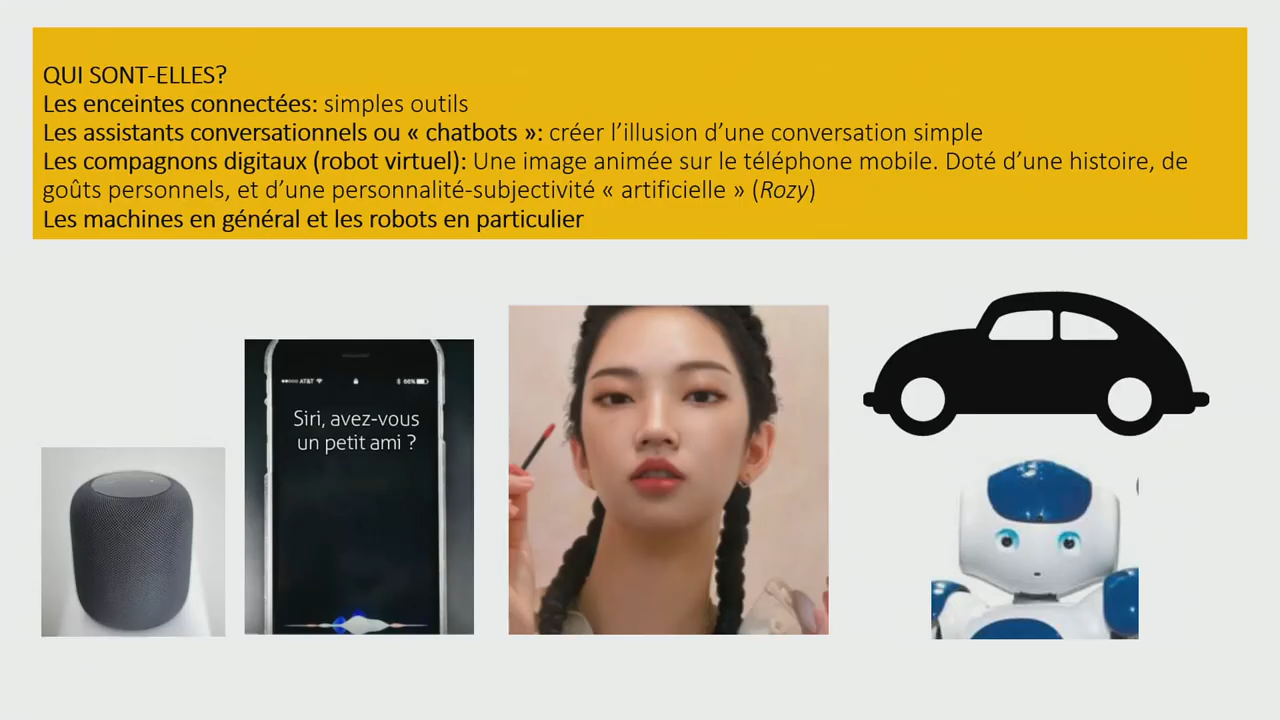 QUI SONT-ELLES?
Les enceintes connectées: simples outils
Les assistants conversationnels ou « chatbots »: créer l’illusion d’une conversation simple
Les compagnons digitaux (robot virtuel): Une image animée sur le téléphone mobile. Doté d’une histoire, de
goûts personnels, et d’une personnalité-subjectivité « artificielle » (Rozy)
Les machines en général et les robots en particulier
AT&T 66%
Siri, avez-vous
un petit ami ?